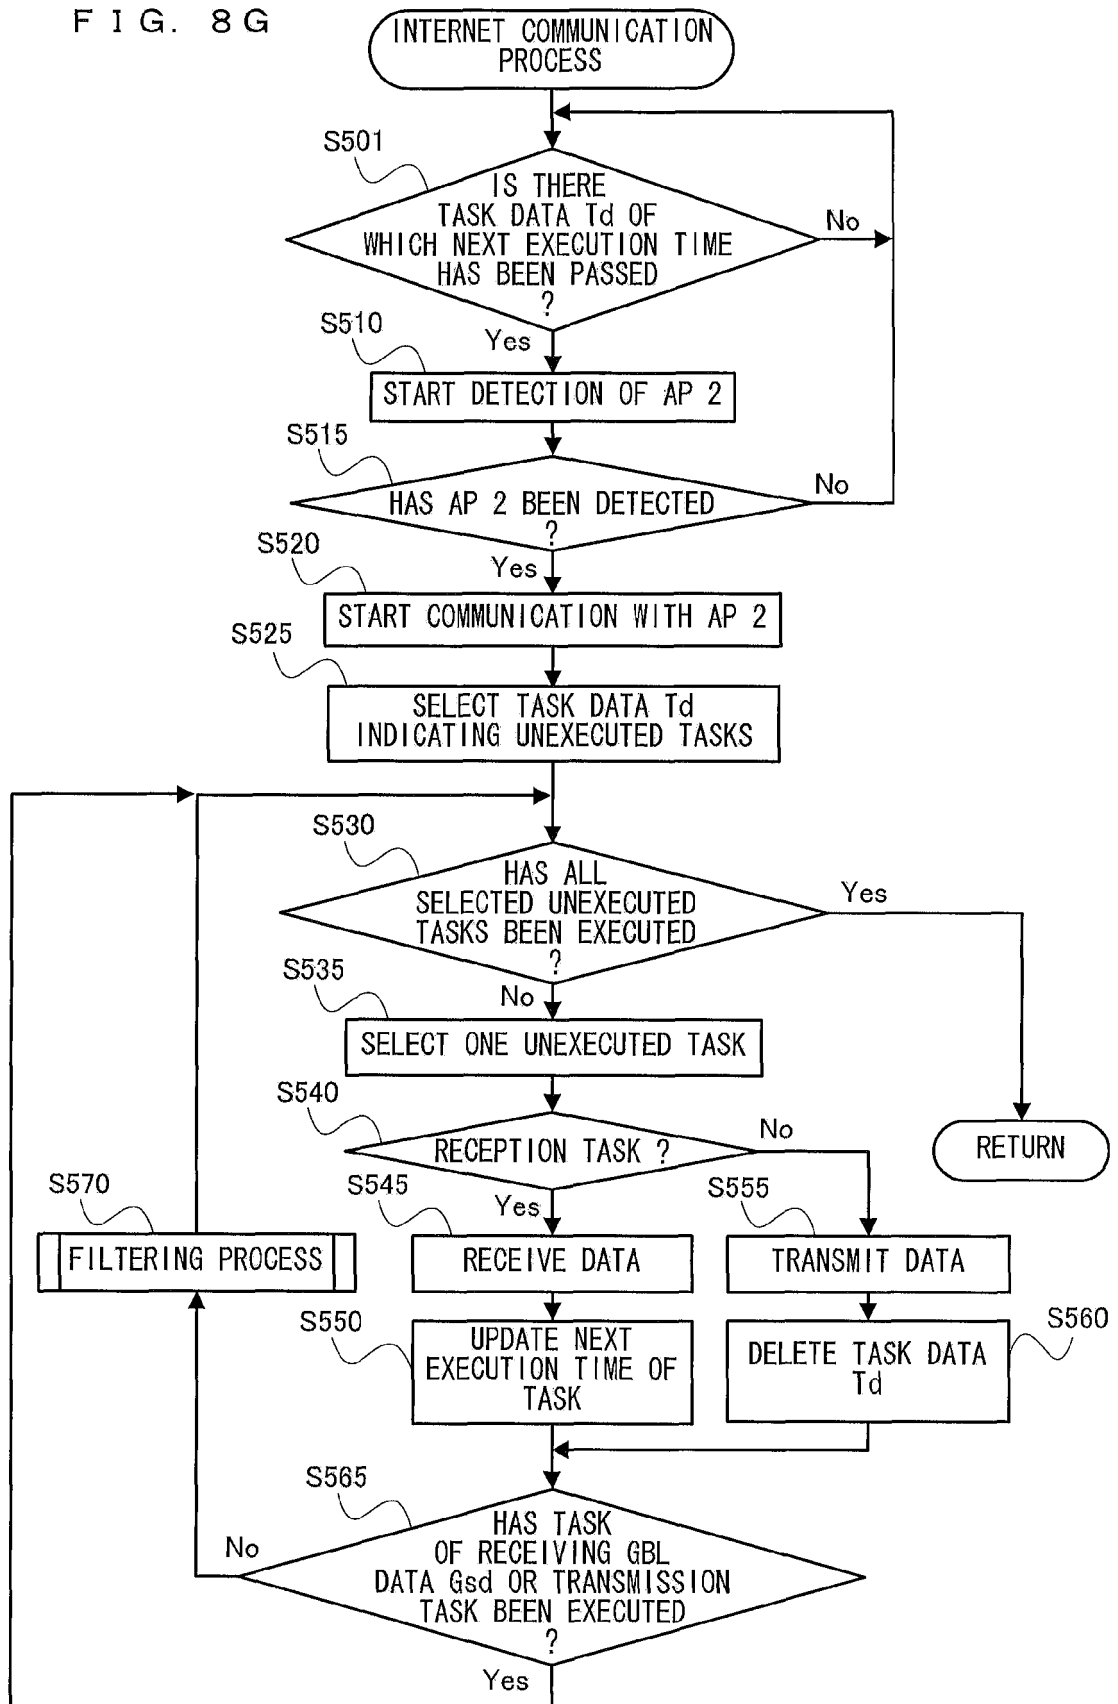 FIG. 8G
INTERNET COMMUNICATION
PROCESS
S501
IS THERE
TASK DATA Td OF
WHICH NEXT EXECUTION TIME
HAS BEEN PASSED
?
No
Yes
S510
START DETECTION OF AP 2
S515
HAS AP 2 BEEN DETECTED
?
No
Yes
S520
START COMMUNICATION WITH AP 2
S525
SELECT TASK DATA Td
INDICATING UNEXECUTED TASKS
S530
HAS ALL
SELECTED UNEXECUTED
TASKS BEEN EXECUTED
?
Yes
No
S535
SELECT ONE UNEXECUTED TASK
S540
RECEPTION TASK ?
No
Yes
RETURN
S545
RECEIVE DATA
S555
TRANSMIT DATA
S570
FILTERING PROCESS
S550
UPDATE NEXT
EXECUTION TIME OF
TASK
S560
DELETE TASK DATA
Td
S565
HAS TASK
OF RECEIVING GBL
DATA Gsd OR TRANSMISSION
TASK BEEN EXECUTED
?
No
Yes